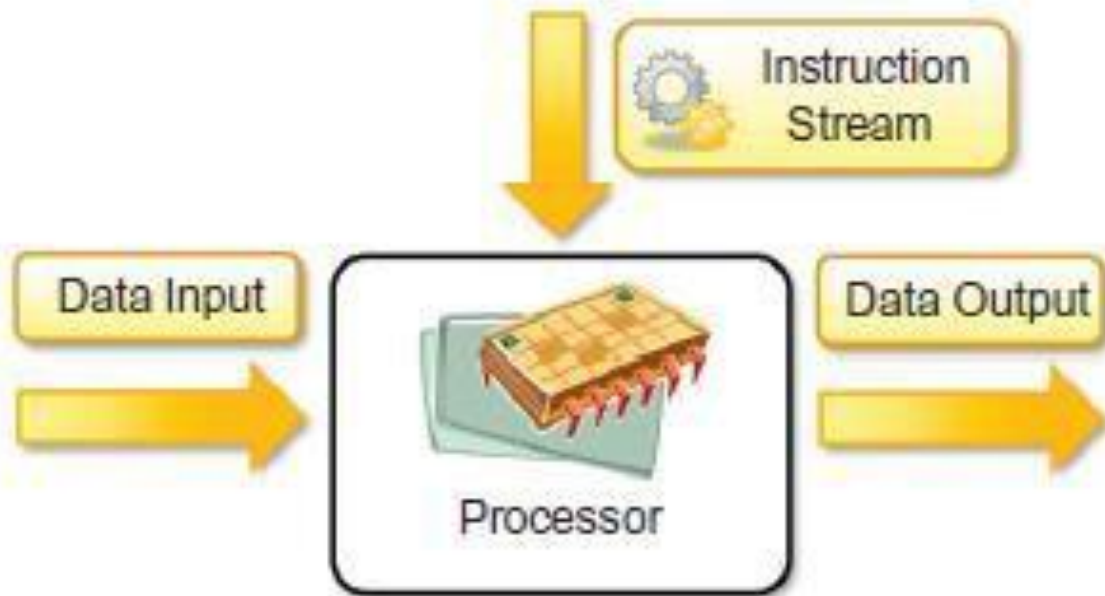 Instruction
Stream
Data Input
Data Output
Processor